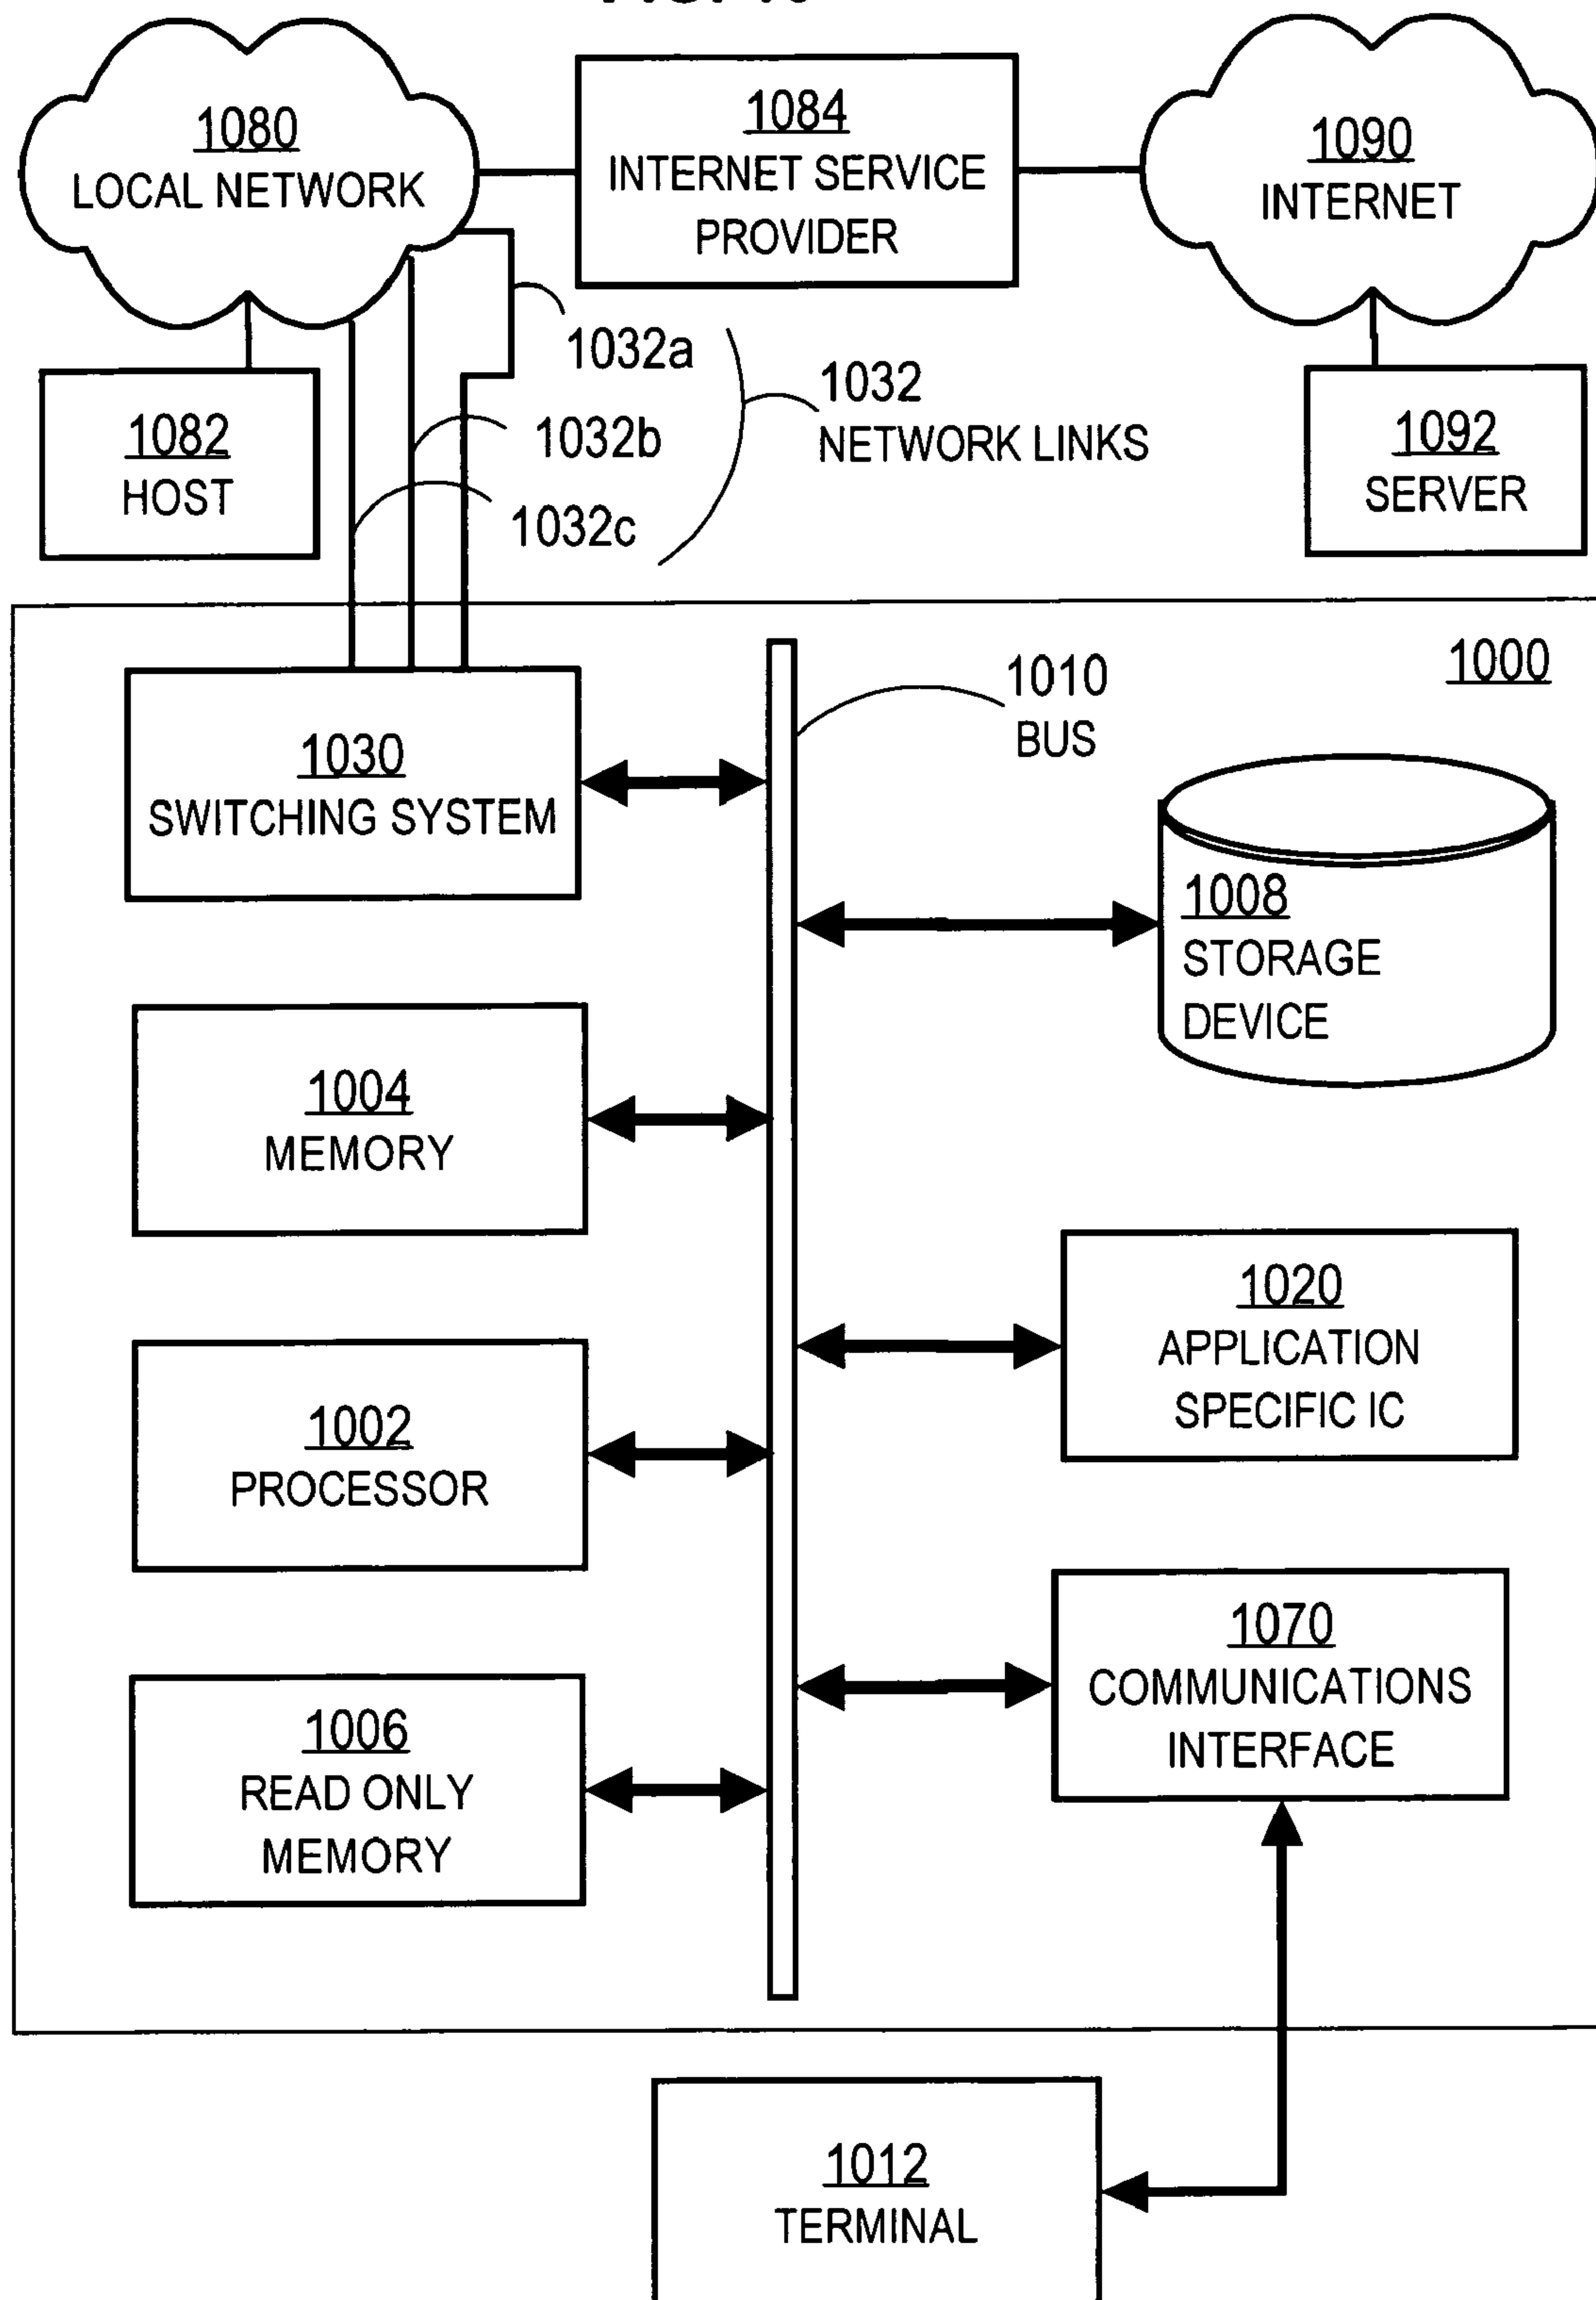 1080
LOCAL NETWORK
1084
INTERNET SERVICE
PROVIDER
1090
INTERNET
1032a
1032b
1032c
1032
NETWORK LINKS
1082
HOST
1092
SERVER
1000
1010
BUS
1030
SWITCHING SYSTEM
1008
STORAGE
DEVICE
1004
MEMORY
1020
APPLICATION
SPECIFIC IC
1002
PROCESSOR
1070
COMMUNICATIONS
INTERFACE
1006
READ ONLY
MEMORY
1012
TERMINAL